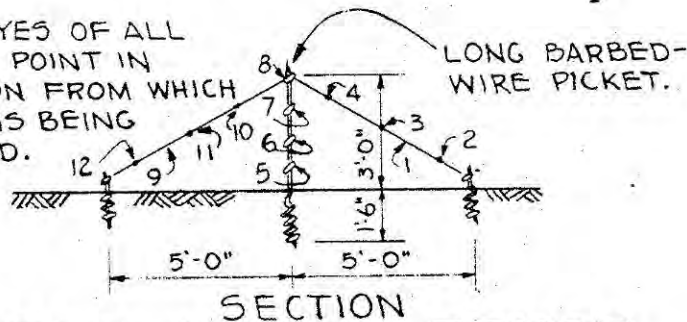 YES OF ALL
POINT IN
ON FROM WHICH
IS BEING
D.
LONG BARBED-
WIRE PICKET.
8
4
7
3
10
11
6
2
12
9
5
1
3'-0"
1'-6"
5'-0" 5'-0"
SECTION